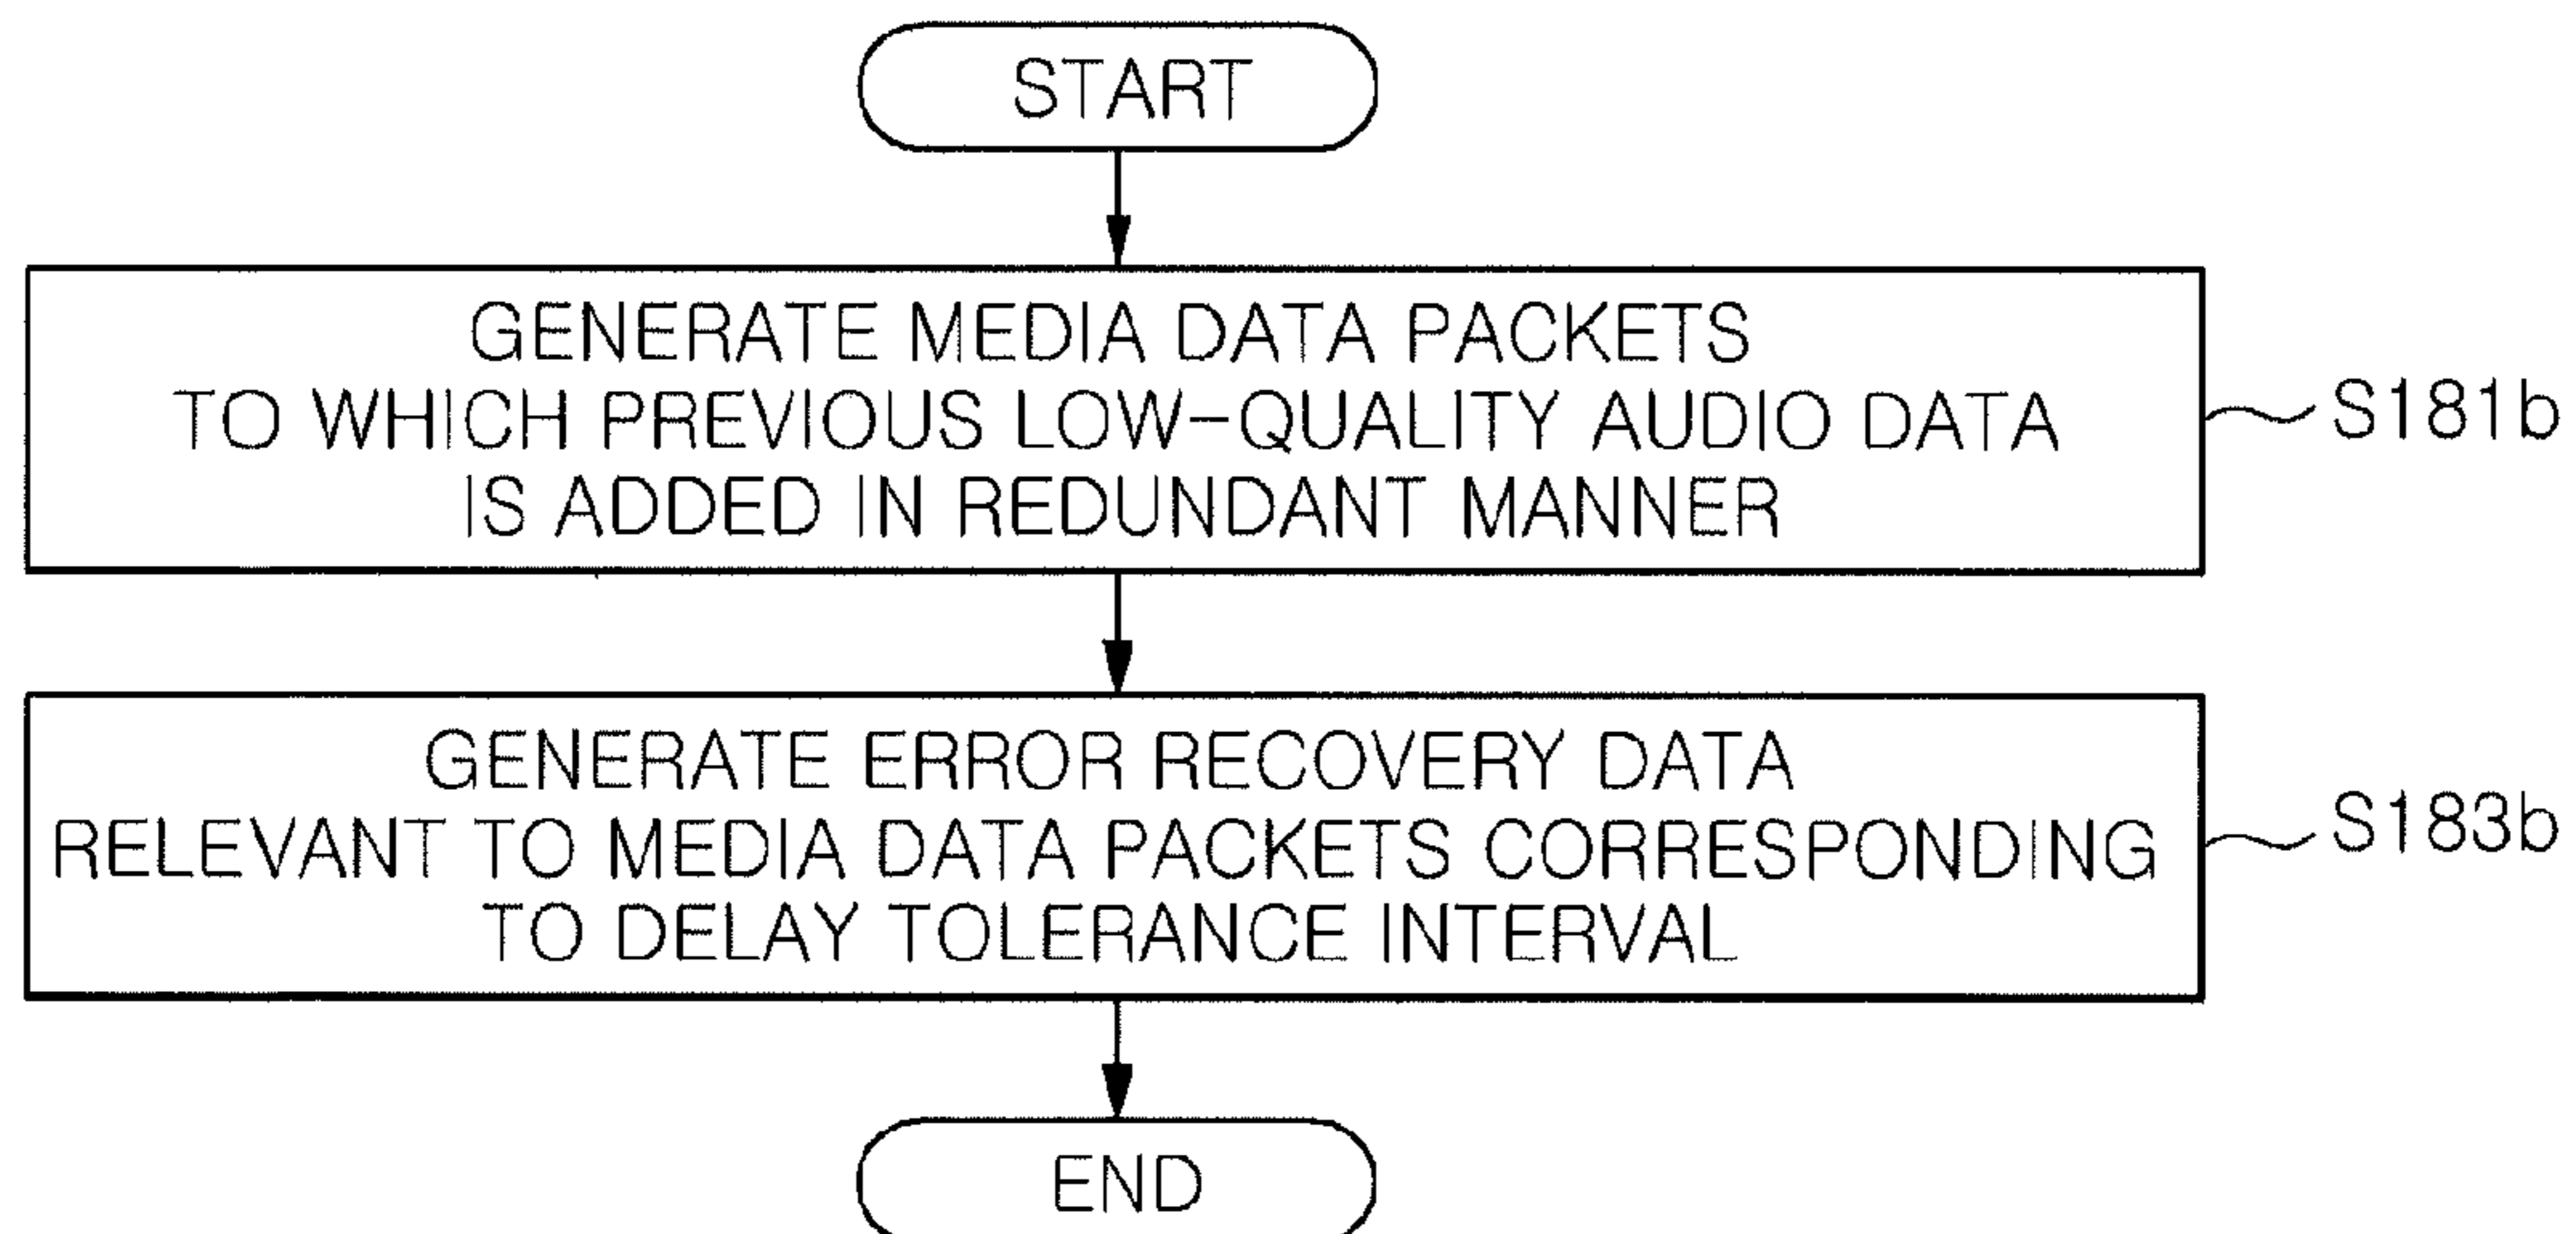 START
GENERATE MEDIA DATA PACKETS
TO WHICH PREVIOUS LOW-QUALITY AUDIO DATA
IS ADDED IN REDUNDANT MANNER
S181b
GENERATE ERROR RECOVERY DATA
RELEVANT TO MEDIA DATA PACKETS CORRESPONDING
TO DELAY TOLERANCE INTERVAL
S183b
END